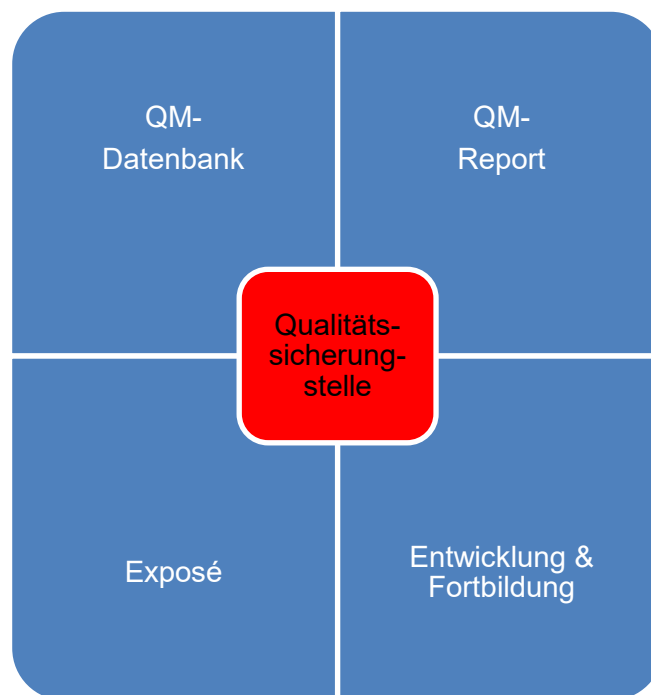 QM-
Datenbank
QM-
Report
Qualitäts-
sicherung-
stelle
Exposé
Entwicklung &
Fortbildung